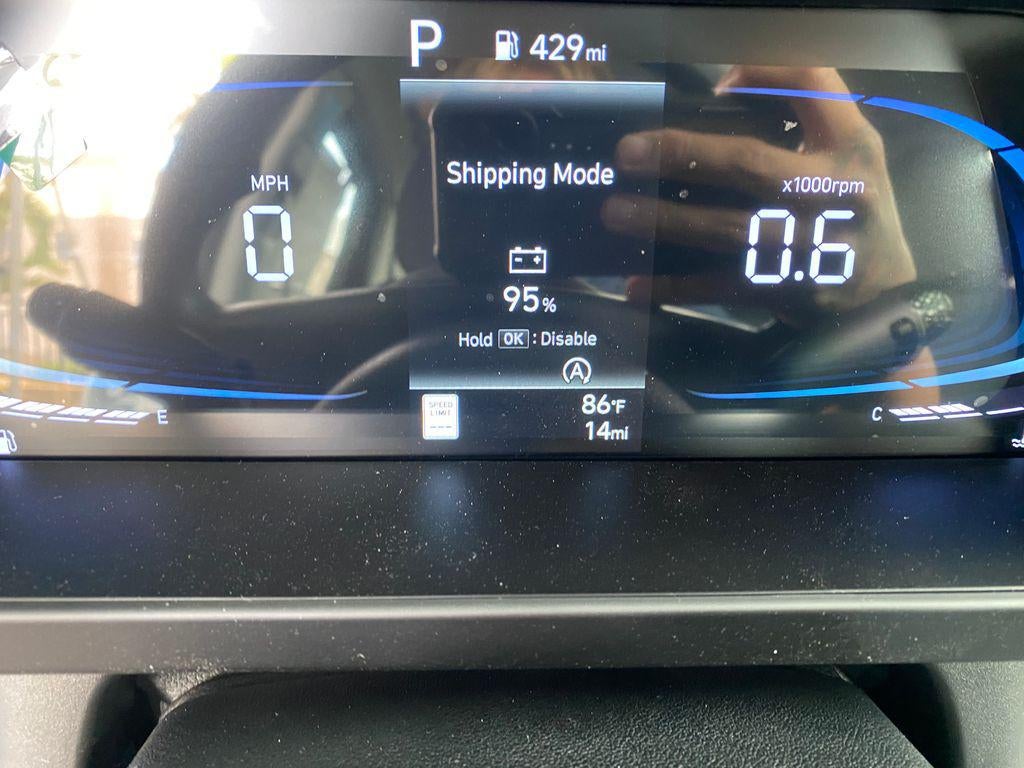 P 429mi
Shipping Mode
MPH
x1000rpm
0
0.6
95%
Hold OK : Disable
A
SPEED
LIMIT
---
86°F
14mi
E
C